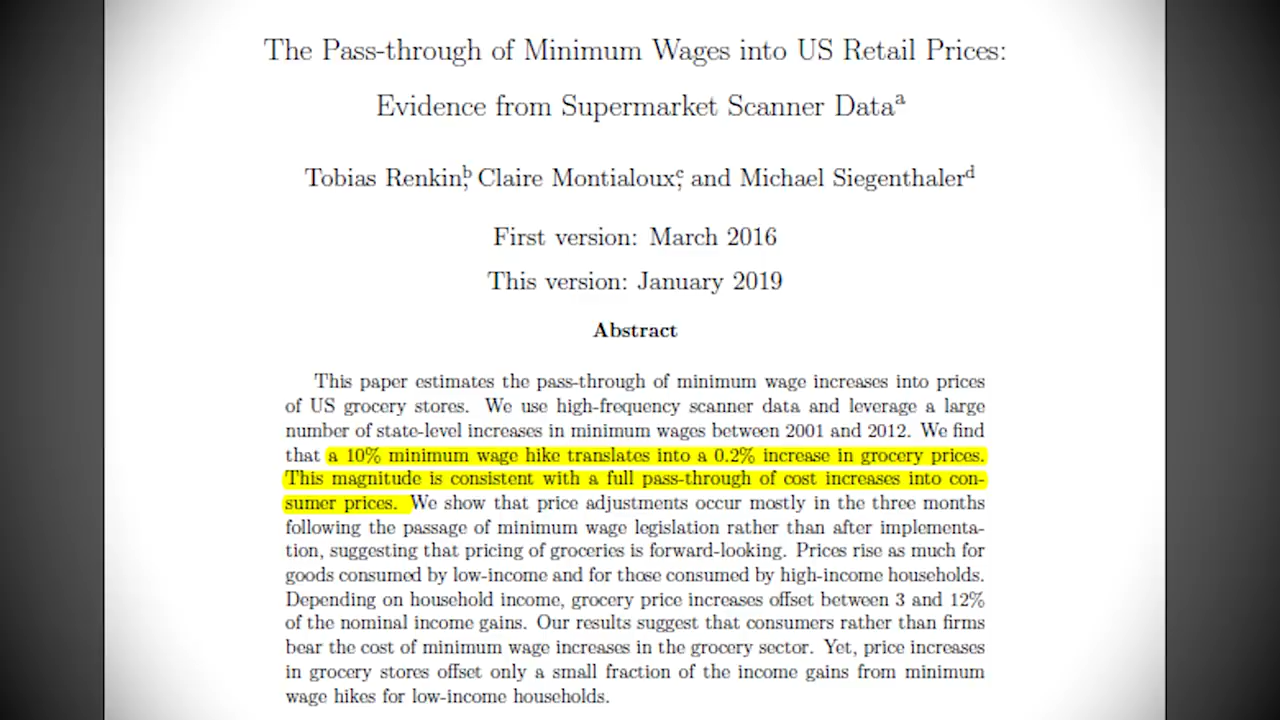 The Pass-through of Minimum Wages into US Retail Prices:
Evidence from Supermarket Scanner Dataᵃ
Tobias Renkin,ᵇ Claire Montialoux,ᶜ and Michael Siegenthalerᵈ
First version: March 2016
This version: January 2019
Abstract
This paper estimates the pass-through of minimum wage increases into prices
of US grocery stores. We use high-frequency scanner data and leverage a large
number of state-level increases in minimum wages between 2001 and 2012. We find
that a 10% minimum wage hike translates into a 0.2% increase in grocery prices.
This magnitude is consistent with a full pass-through of cost increases into con-
sumer prices. We show that price adjustments occur mostly in the three months
following the passage of minimum wage legislation rather than after implementa-
tion, suggesting that pricing of groceries is forward-looking. Prices rise as much for
goods consumed by low-income and for those consumed by high-income households.
Depending on household income, grocery price increases offset between 3 and 12%
of the nominal income gains. Our results suggest that consumers rather than firms
bear the cost of minimum wage increases in the grocery sector. Yet, price increases
in grocery stores offset only a small fraction of the income gains from minimum
wage hikes for low-income households.